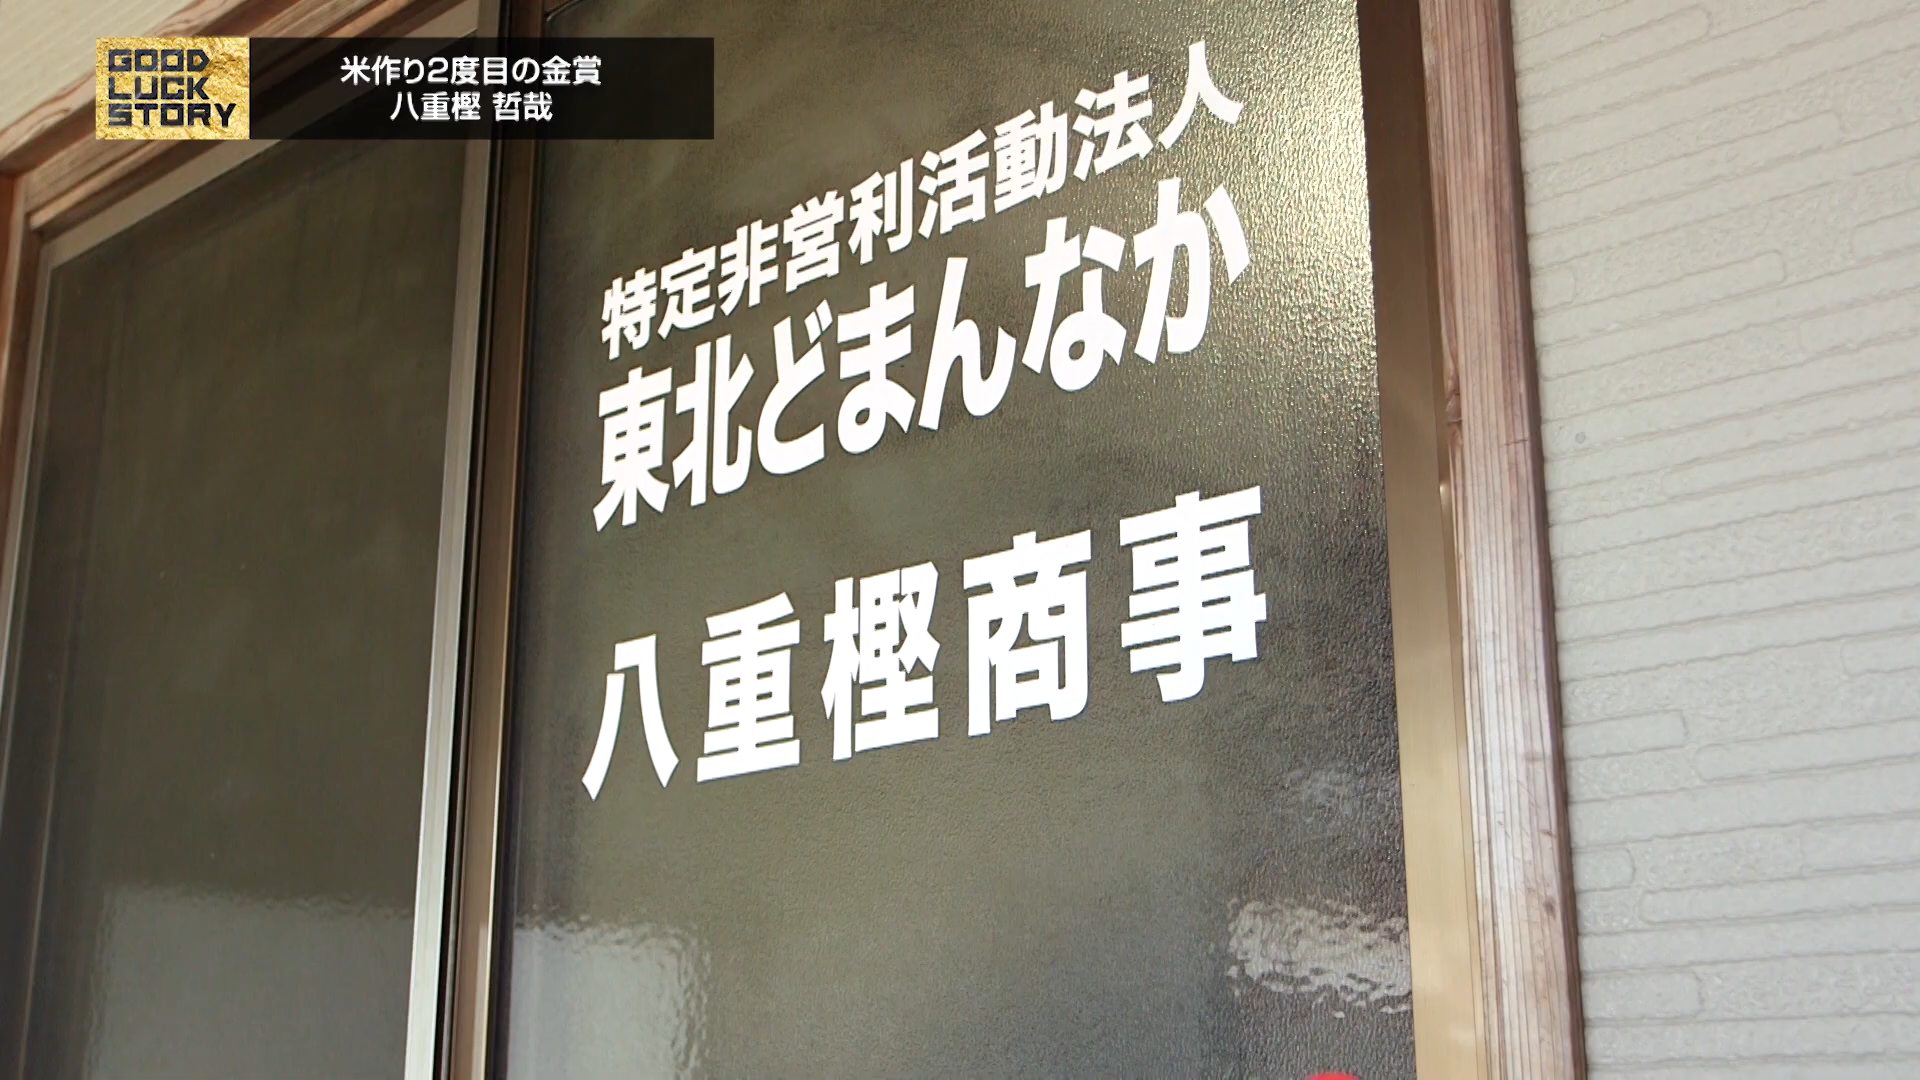 GOOD
LUCK
STORY
米作り2度目の金賞
八重樫 哲哉
特定非営利活動法人
東北どまんなか
八重樫商事